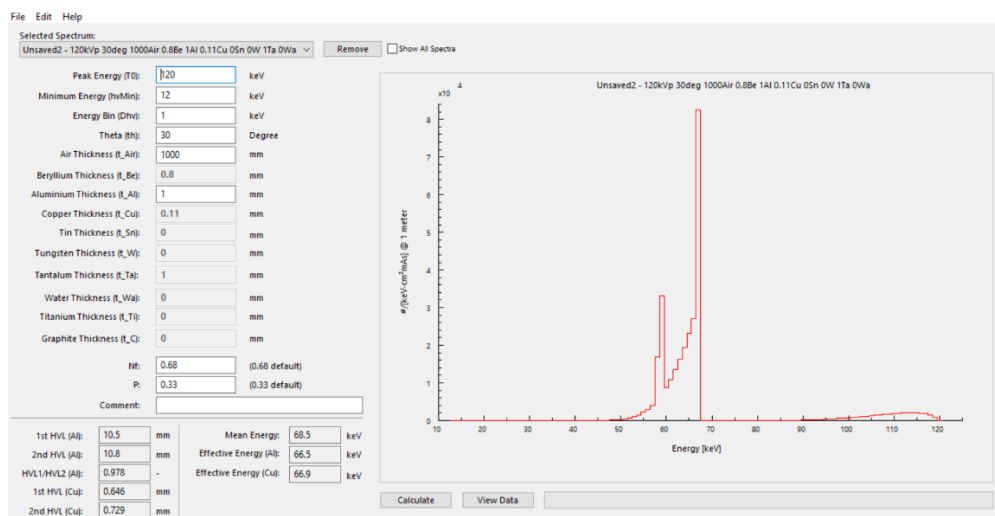 File Edit Help
Selected Spectrum:
Unsaved2 - 120kVp 30deg 1000Air 0.8Be 1Al 0.11Cu 0Sn 0W 1Ta 0Wa Remove Show All Spectra
Peak Energy (T0): 120 keV
Minimum Energy (hvMin): 12 keV
Energy Bin (Dhv): 1 keV
Theta (th): 30 Degree
Air Thickness (t_Air): 1000 mm
Beryllium Thickness (t_Be): 0.8 mm
Aluminium Thickness (t_Al): 1 mm
Copper Thickness (t_Cu): 0.11 mm
Tin Thickness (t_Sn): 0 mm
Tungsten Thickness (t_W): 0 mm
Tantalum Thickness (t_Ta): 1 mm
Water Thickness (t_Wa): 0 mm
Titanium Thickness (t_Ti): 0 mm
Graphite Thickness (t_C): 0 mm
Nf: 0.68 (0.68 default)
P: 0.33 (0.33 default)
Comment:
1st HVL (Al): 10.5 mm Mean Energy: 68.5 keV
2nd HVL (Al): 10.8 mm Effective Energy (Al): 66.5 keV
HVL1/HVL2 (Al): 0.978 - Effective Energy (Cu): 66.9 keV
1st HVL (Cu): 0.646 mm
2nd HVL (Cu): 0.729 mm
Unsaved2 - 120kVp 30deg 1000Air 0.8Be 1Al 0.11Cu 0Sn 0W 1Ta 0Wa
x10 4
8
7
6
5
4
3
2
1
0
#/[keV·cm²mAs] @ 1 meter
10 20 30 40 50 60 70 80 90 100 110 120
Energy [keV]
Calculate View Data